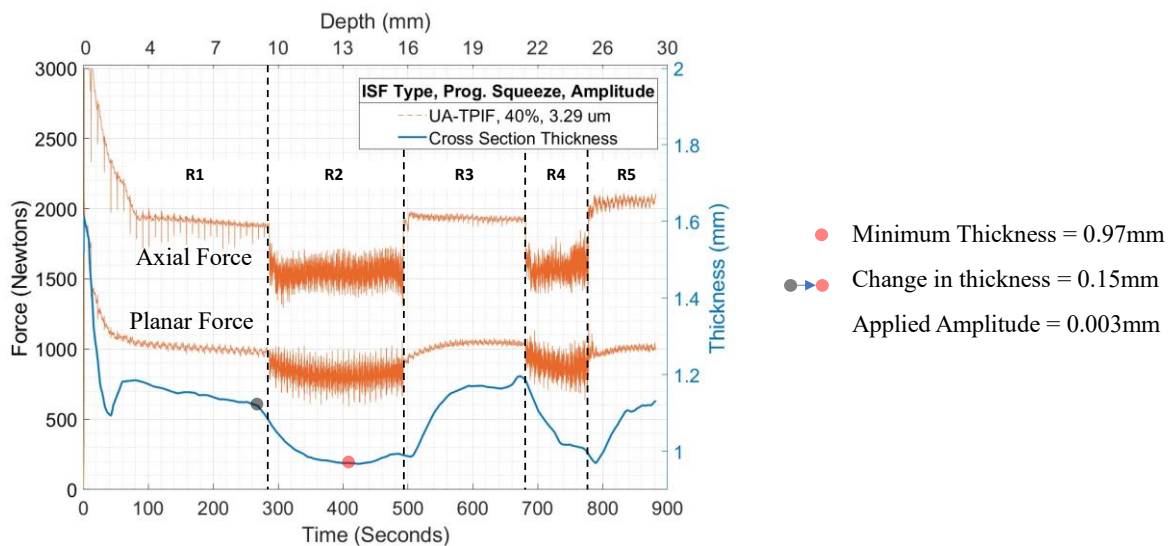 Depth (mm)
0 4 7 10 13 16 19 22 26 30
3000
2500
2000
1500
1000
500
0
Force (Newtons)
2
1.8
1.6
1.4
1.2
1
Thickness (mm)
ISF Type, Prog. Squeeze, Amplitude
UA-TPIF, 40%, 3.29 um
Cross Section Thickness
R1 R2 R3 R4 R5
Axial Force
Planar Force
0 100 200 300 400 500 600 700 800 900
Time (Seconds)
Minimum Thickness = 0.97mm
Change in thickness = 0.15mm
Applied Amplitude = 0.003mm